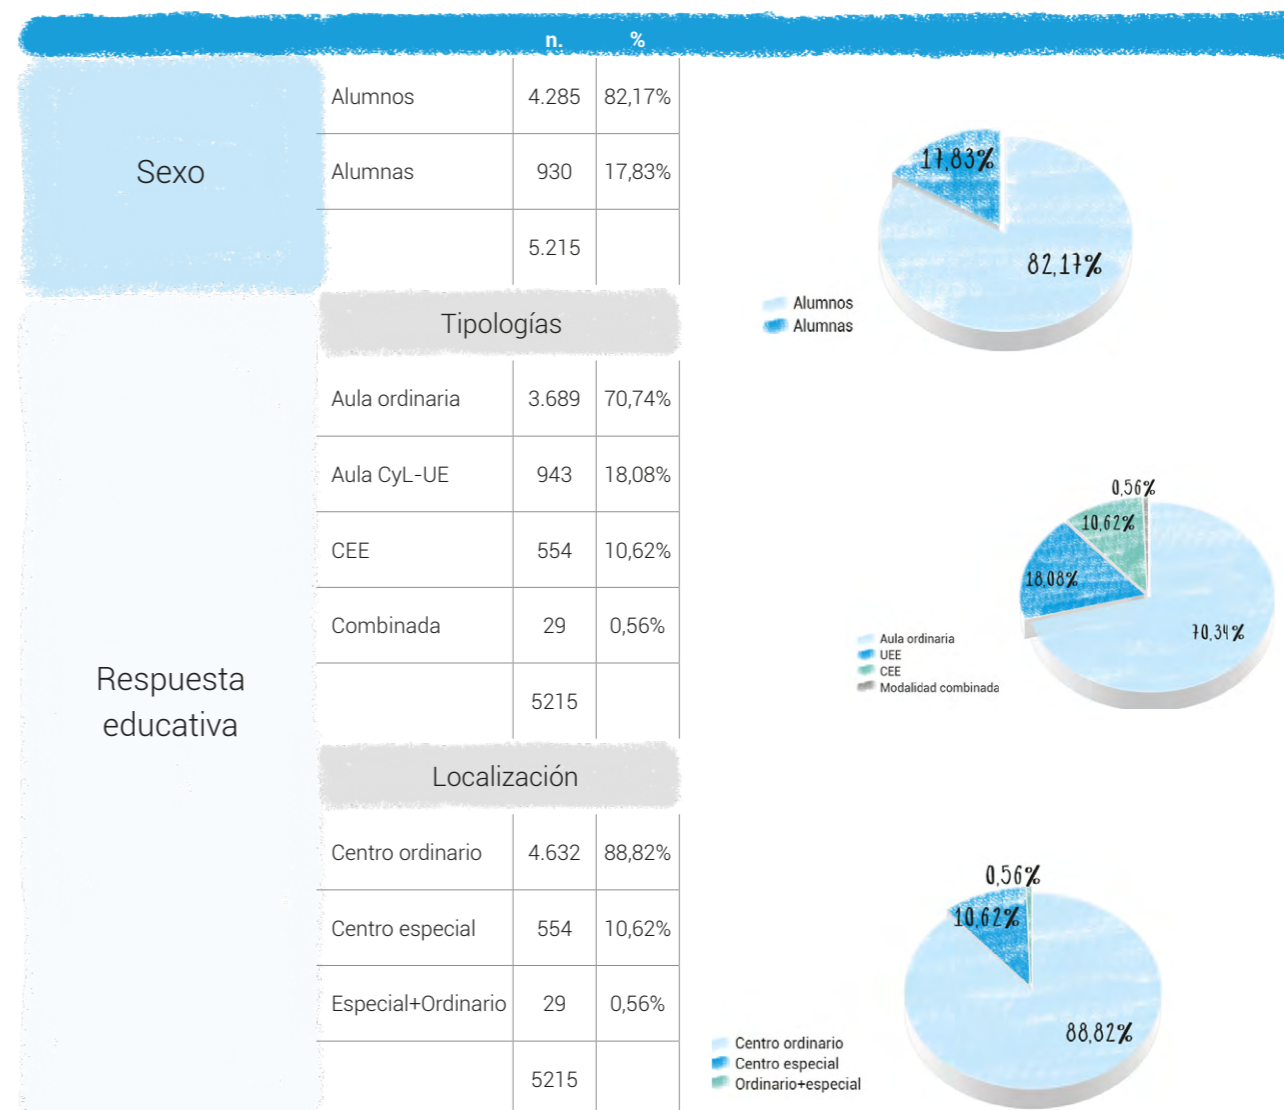 n. %
Sexo
Alumnos 4.285 82,17%
Alumnas 930 17,83%
5.215
17,83%
82,17%
Alumnos
Alumnas
Respuesta
educativa
Tipologías
Aula ordinaria 3.689 70,74%
Aula CyL-UE 943 18,08%
CEE 554 10,62%
Combinada 29 0,56%
5215
0,56%
10,62%
18,08%
70,34%
Aula ordinaria
UEE
CEE
Modalidad combinada
Localización
Centro ordinario 4.632 88,82%
Centro especial 554 10,62%
Especial+Ordinario 29 0,56%
5215
0,56%
10,62%
88,82%
Centro ordinario
Centro especial
Ordinario+especial